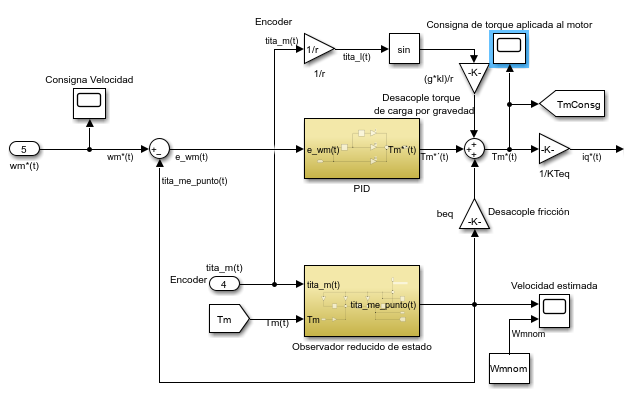 Encoder
Consigna de torque aplicada al motor
tita_m(t)
1/r
tita_l(t)
sin
1/r
-K-
(g*kl)/r
Consigna Velocidad
Desacople torque
de carga por gravedad
TmConsg
5
wm*(t)
wm*(t)
e_wm(t)
e_wm(t)
Tm*´(t)
Tm*´(t)
Tm*(t)
-K-
iq*(t)
1/KTeq
tita_me_punto(t)
PID
beq
-K-
Desacople fricción
tita_m(t)
Encoder
4
tita_m(t)
tita_me_punto(t)
Tm
Tm
Tm(t)
Observador reducido de estado
Velocidad estimada
Wmnom
Wmnom